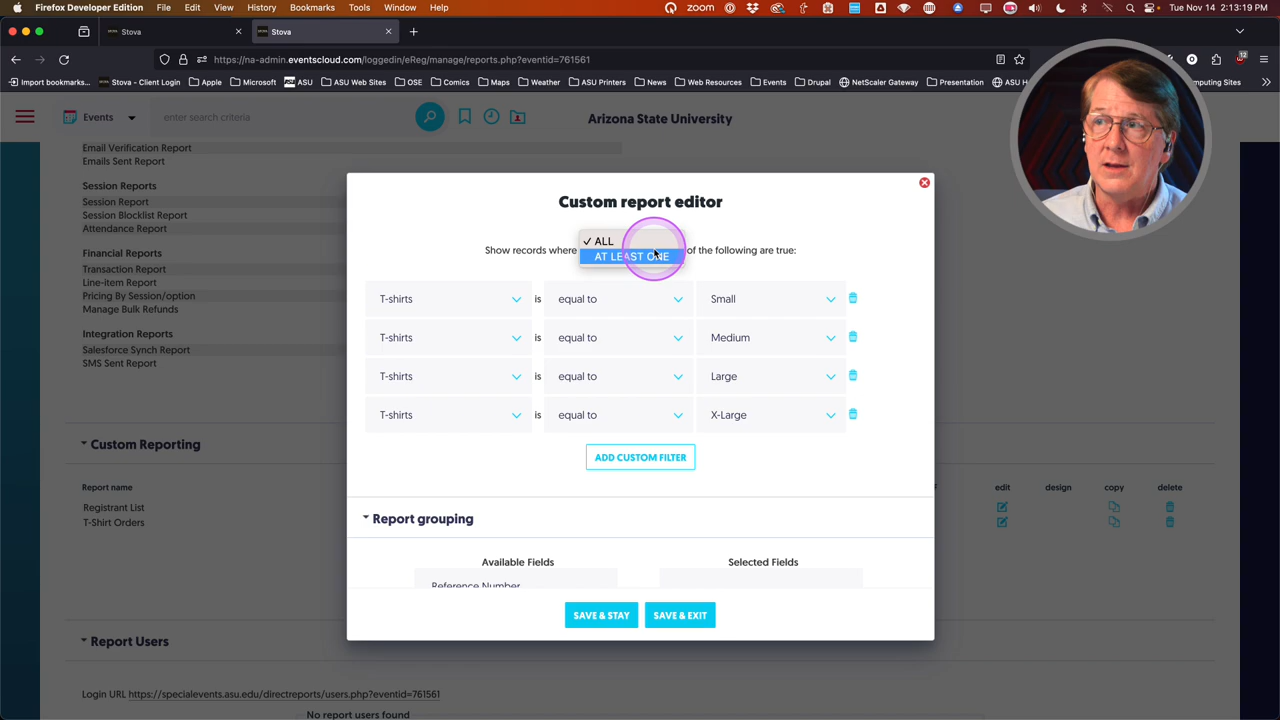 Firefox Developer Edition File Edit View History Bookmarks Tools Window Help zoom Tue Nov 14 2:13:19 PM
Stova
Stova
https://na-admin.eventscloud.com/loggedin/eReg/manage/reports.php?eventid=761561
12
Import bookmarks... Stova - Client Login Apple Microsoft ASU ASU Web Sites OSE Comics Maps Weather ASU Printers News Web Resources Events Drupal NetScaler Gateway Presentation ASU
Events
enter search criteria
Arizona State University
Email Verification Report
Emails Sent Report
Session Reports
Session Report
Session Blocklist Report
Attendance Report
Financial Reports
Transaction Report
Line-item Report
Pricing By Session/option
Manage Bulk Refunds
Integration Reports
Salesforce Synch Report
SMS Sent Report
Custom Reporting
Report name
edit design copy delete
Registrant List
T-Shirt Orders
Report Users
Login URL https://specialevents.asu.edu/directreports/users.php?eventid=761561
No report users found
Custom report editor
✓ ALL
AT LEAST ONE
Show records where of the following are true:
T-shirts is equal to Small
T-shirts is equal to Medium
T-shirts is equal to Large
T-shirts is equal to X-Large
ADD CUSTOM FILTER
Report grouping
Available Fields Selected Fields
Reference Number
SAVE & STAY SAVE & EXIT